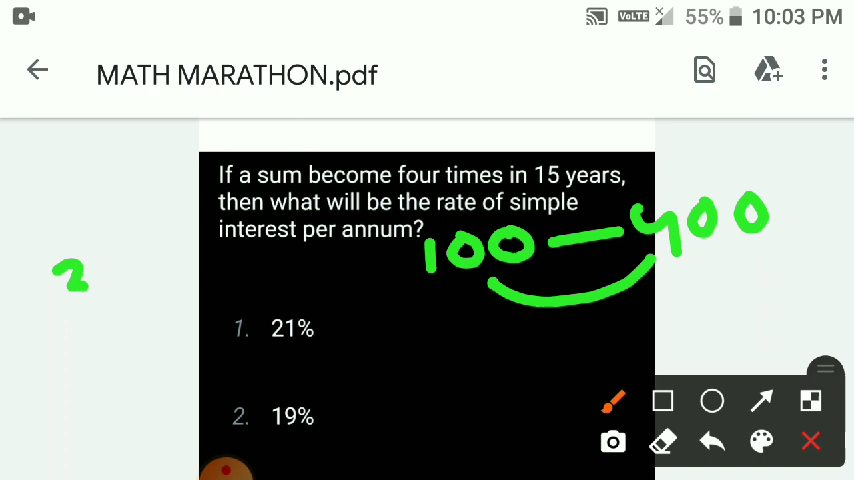 VoLTE 55% 10:03 PM
MATH MARATHON.pdf
If a sum become four times in 15 years,
then what will be the rate of simple
interest per annum?
100 — 400
2
1. 21%
2. 19%